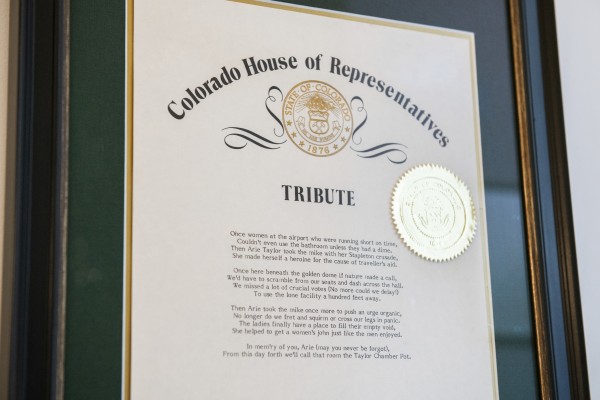 Colorado House of Representatives
STATE OF COLORADO
1876
TRIBUTE
Once women at the airport who were running short on time,
Couldn't even use the bathroom unless they had a dime,
Then Arie Taylor took the mike with her Stapleton crusade,
She made herself a heroine for the cause of traveller's aid.
Once here beneath the golden dome if nature made a call,
We'd have to scramble from our seats and dash across the hall.
We missed a lot of crucial votes (No more could we delay!)
To use the lone facility a hundred feet away.
Then Arie took the mike once more to push an urge organic,
No longer do we fret and squirm or cross our legs in panic.
The ladies finally have a place to fill their empty void,
She helped to get a women's john just like the men enjoyed.
In mem'ry of you, Arie (may you never be forgot),
From this day forth we'll call that room the Taylor Chamber Pot.